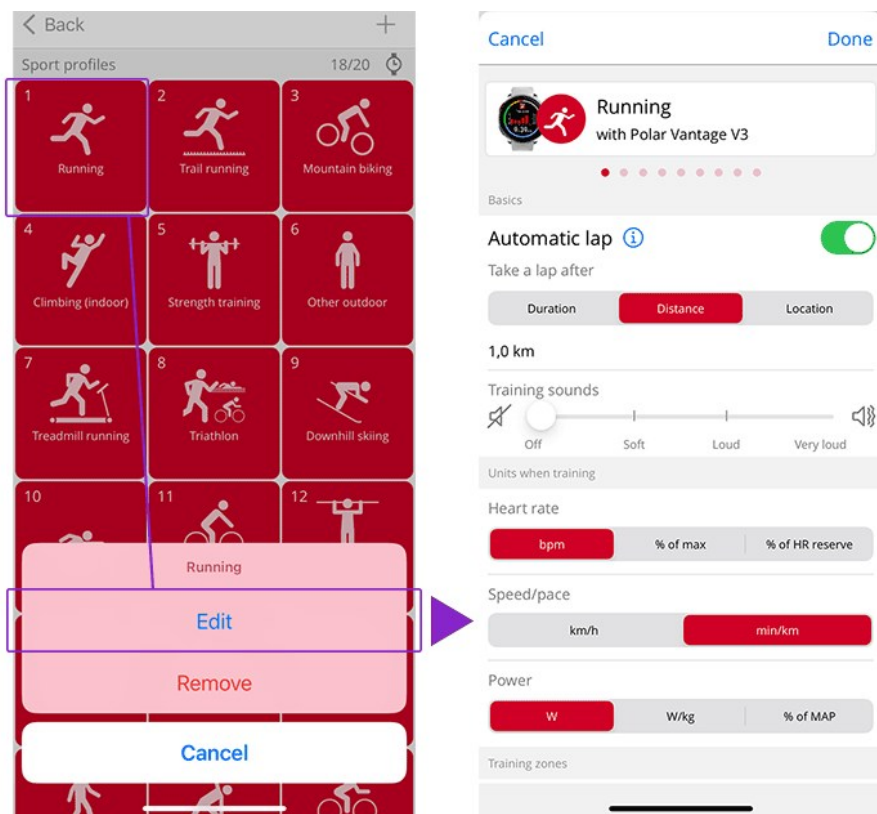 Back
Sport profiles 18/20
1 2 3
Running Trail running Mountain biking
4 5 6
Climbing (indoor) Strength training Other outdoor
7 8 9
Treadmill running Triathlon Downhill skiing
10 11 12
Running
Edit
Remove
Cancel
Cancel Done
Running
with Polar Vantage V3
Basics
Automatic lap
Take a lap after
Duration Distance Location
1,0 km
Training sounds
Off Soft Loud Very loud
Units when training
Heart rate
bpm % of max % of HR reserve
Speed/pace
km/h min/km
Power
W W/kg % of MAP
Training zones